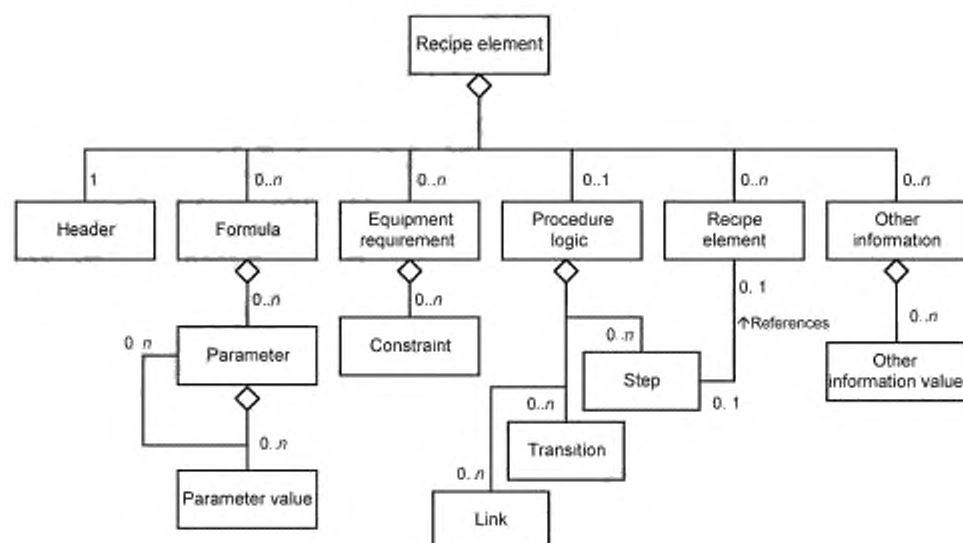 Recipe element
1
0..n
0..n
0..1
0..n
0..n
Header
Formula
Equipment
requirement
Procedure
logic
Recipe
element
Other
information
0..n
0..n
0. 1
0..n
↑References
0 n
Parameter
Constraint
0..n
Step
Other
information value
0. 1
0..n
0. n
Transition
0. n
Parameter value
Link